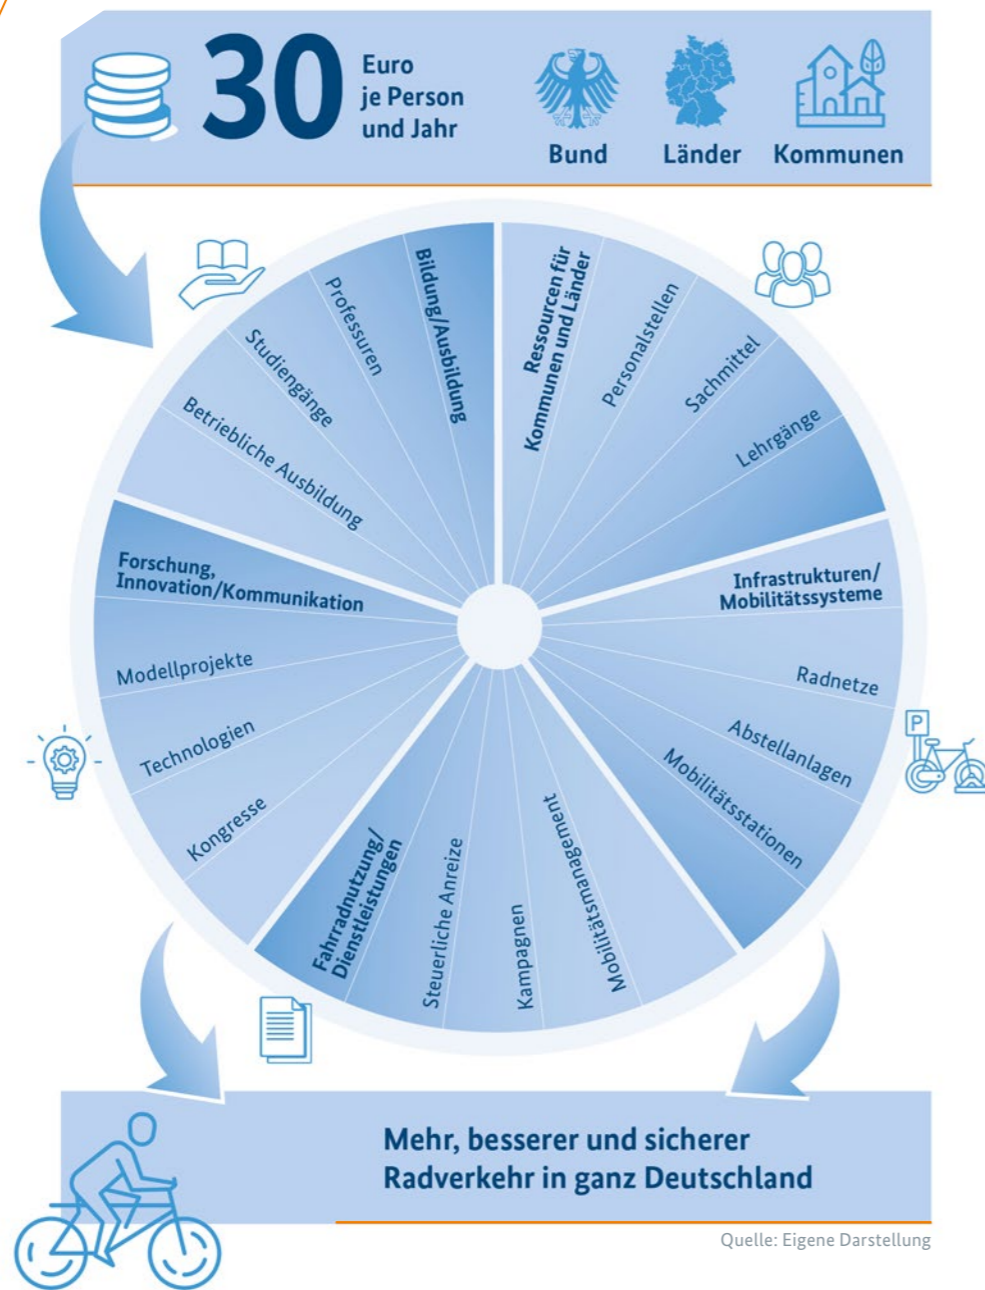 30
Euro
je Person
und Jahr
Bund
Länder
Kommunen
Ressourcen für
Kommunen und Länder
Personalstellen
Sachmittel
Lehrgänge
Infrastrukturen/
Mobilitätssysteme
Radnetze
Abstellanlagen
Mobilitätsstationen
P
Mobilitätsmanagement
Kampagnen
Steuerliche Anreize
Fahrradnutzung/
Dienstleistungen
Kongresse
Technologien
Modellprojekte
Forschung,
Innovation/Kommunikation
Betriebliche Ausbildung
Studiengänge
Professuren
Bildung/Ausbildung
Mehr, besserer und sicherer
Radverkehr in ganz Deutschland
Quelle: Eigene Darstellung